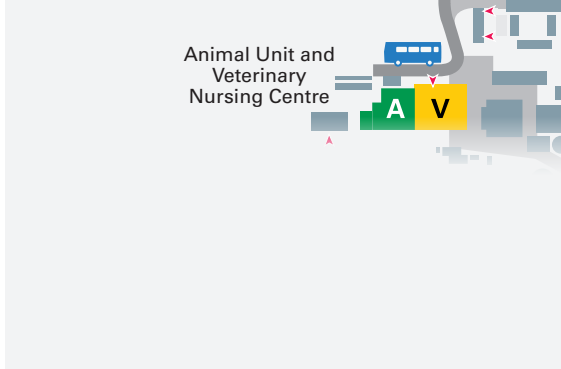 Animal Unit and
Veterinary
Nursing Centre
A V